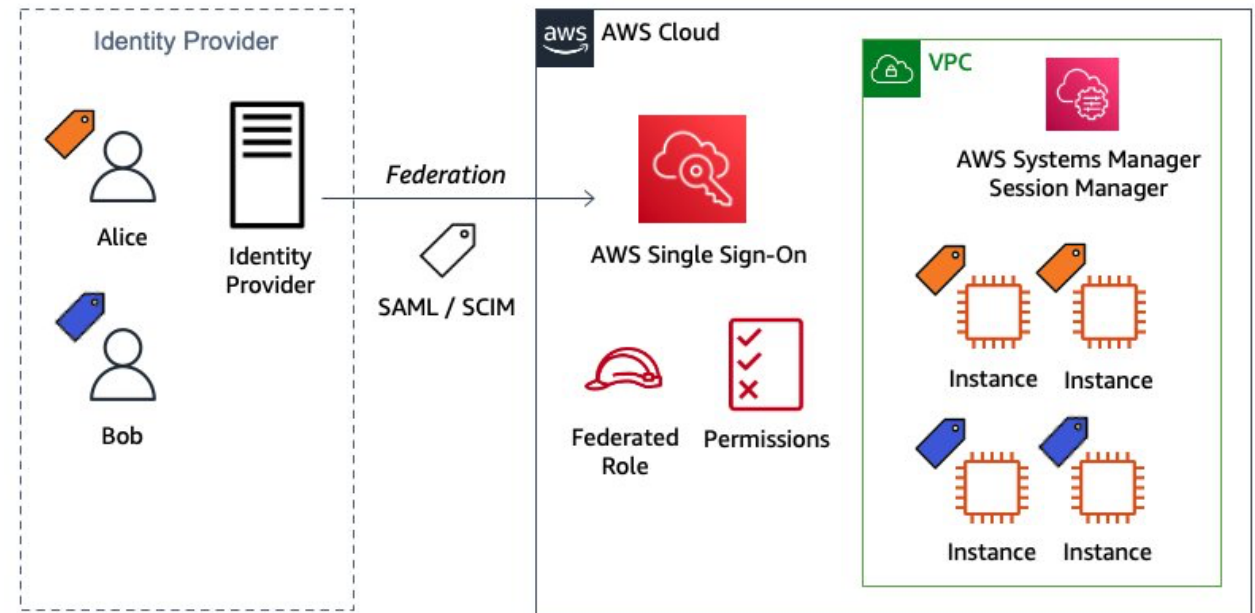 Identity Provider
Alice
Identity
Provider
Bob
Federation
SAML / SCIM
aws
AWS Cloud
AWS Single Sign-On
Federated
Role
Permissions
VPC
AWS Systems Manager
Session Manager
Instance
Instance
Instance
Instance